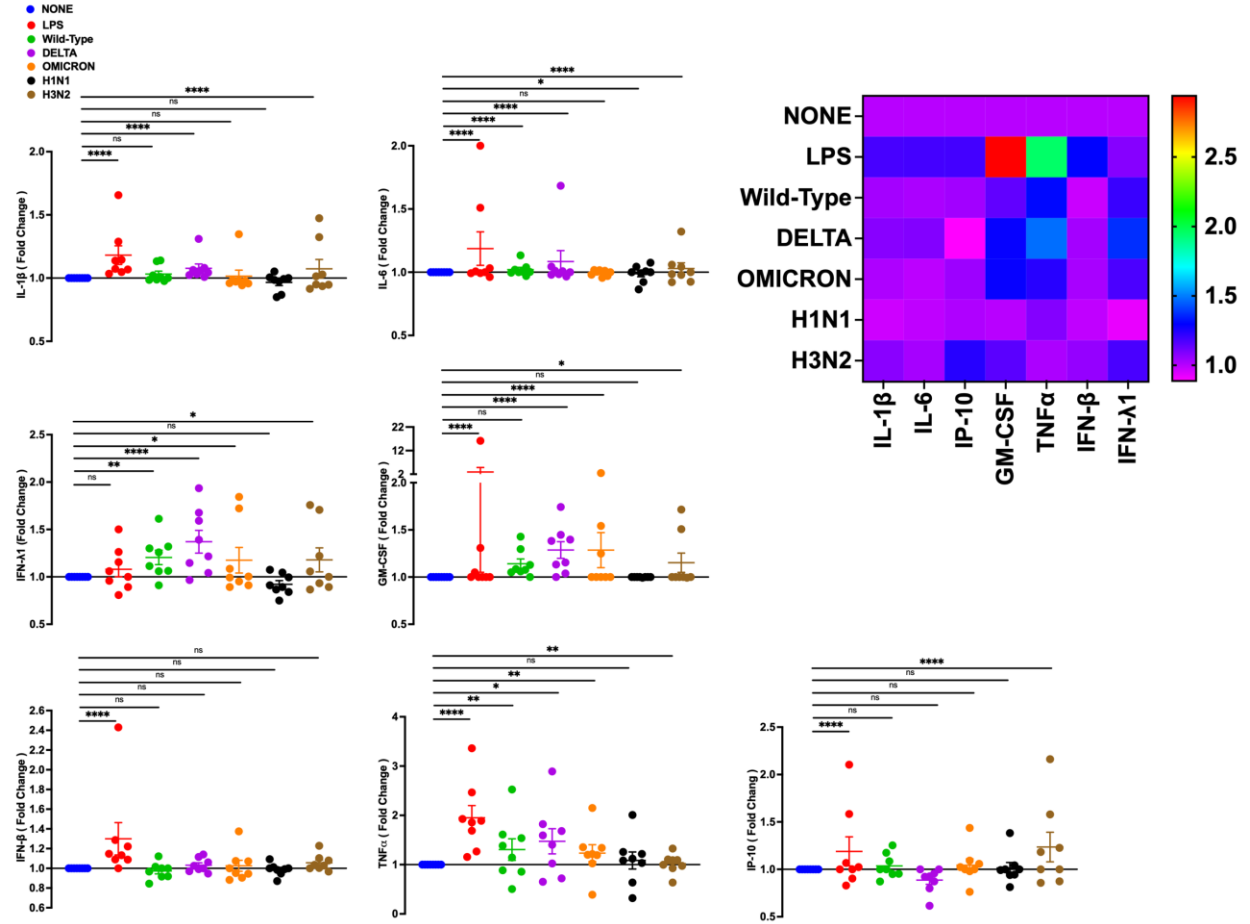 NONE
LPS
Wild-Type
DELTA
OMICRON
H1N1
H3N2
****
ns
ns
****
ns
****
2.0
1.5
1.0
0.5
IL-1β ( Fold Change )
****
*
ns
****
****
****
2.0
1.5
1.0
0.5
IL-6 ( Fold Change )
NONE
LPS
Wild-Type
DELTA
OMICRON
H1N1
H3N2
IL-1β
IL-6
IP-10
GM-CSF
TNFα
IFN-β
IFN-λ1
2.5
2.0
1.5
1.0
*
ns
*
****
**
ns
2.5
2.0
1.5
1.0
0.5
IFN-λ1 (Fold Change)
*
ns
****
****
ns
****
22
12
2
2.0
1.5
1.0
0.5
GM-CSF ( Fold Change )
ns
ns
ns
ns
ns
****
2.6
2.4
2.2
2.0
1.8
1.6
1.4
1.2
1.0
0.8
0.6
IFN-β ( Fold Change )
**
ns
**
*
**
****
4
3
2
1
0
TNFα ( Fold Change )
****
ns
ns
ns
ns
****
2.5
2.0
1.5
1.0
0.5
IP-10 ( Fold Chang )